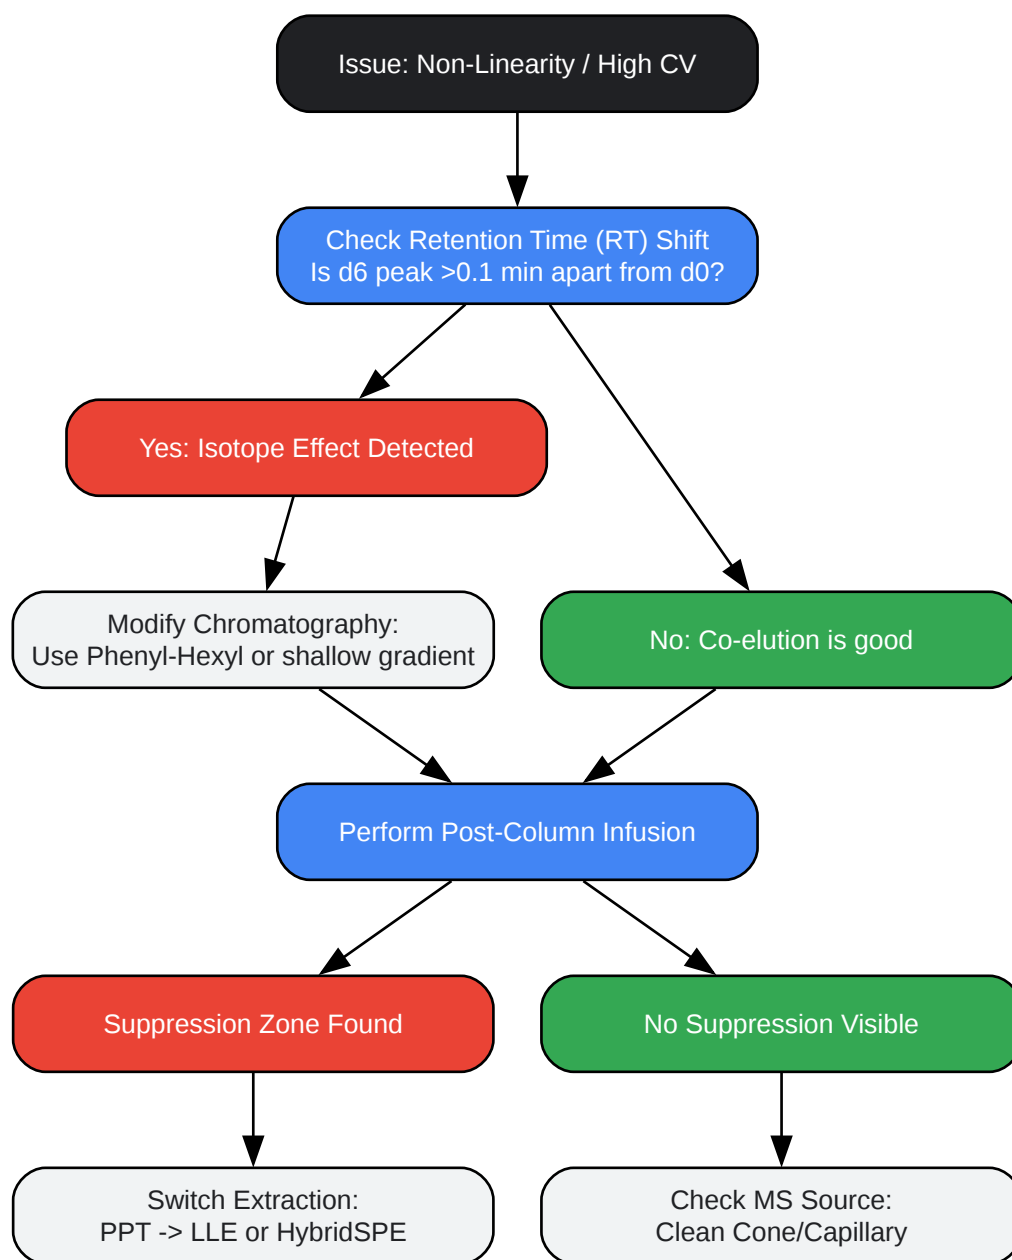 Issue: Non-Linearity / High CV
Check Retention Time (RT) Shift
Is d6 peak >0.1 min apart from d0?
Yes: Isotope Effect Detected
Modify Chromatography:
Use Phenyl-Hexyl or shallow gradient
No: Co-elution is good
Perform Post-Column Infusion
Suppression Zone Found
No Suppression Visible
Switch Extraction:
PPT -> LLE or HybridSPE
Check MS Source:
Clean Cone/Capillary